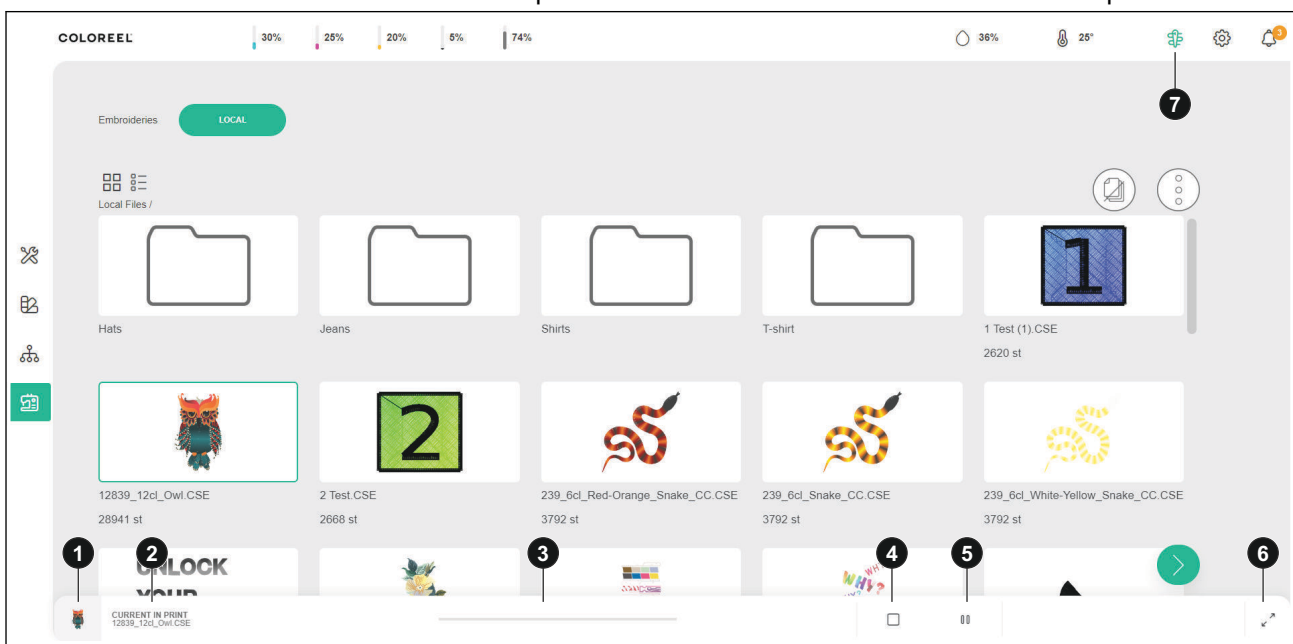 COLOREEL 30% 25% 20% 5% 74% 36% 25° 3
7
Embroideries LOCAL
Local Files /
1
Hats Jeans Shirts T-shirt 1 Test (1).CSE
2620 st
2
12839_12cl_Owl.CSE 2 Test.CSE 239_6cl_Red-Orange_Snake_CC.CSE 239_6cl_Snake_CC.CSE 239_6cl_White-Yellow_Snake_CC.CSE
28941 st 2668 st 3792 st 3792 st 3792 st
1 2 3 4 5 6
UNLOCK
YOUR
WHY?
CURRENT IN PRINT
12839_12cl_Owl.CSE